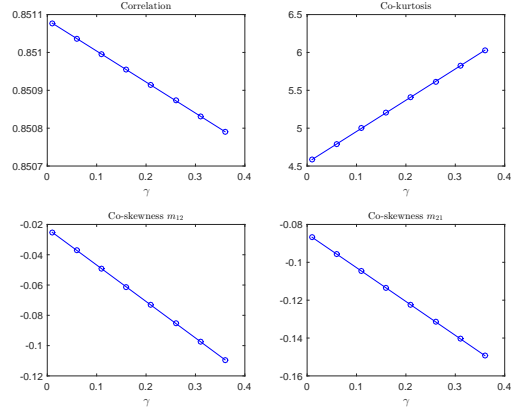 Correlation
0.8511
0.851
0.8509
0.8508
0.8507
0 0.1 0.2 0.3 0.4
γ
Co-kurtosis
6.5
6
5.5
5
4.5
0 0.1 0.2 0.3 0.4
γ
Co-skewness m₁₂
-0.02
-0.04
-0.06
-0.08
-0.1
-0.12
0 0.1 0.2 0.3 0.4
γ
Co-skewness m₂₁
-0.08
-0.1
-0.12
-0.14
-0.16
0 0.1 0.2 0.3 0.4
γ